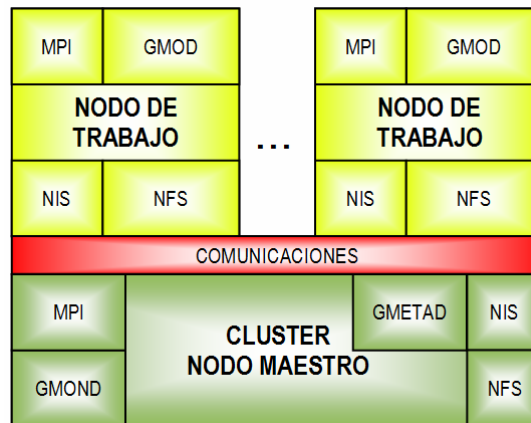 MPI GMOD MPI GMOD
NODO DE NODO DE
TRABAJO ... TRABAJO
NIS NFS NIS NFS
COMUNICACIONES
MPI GMETAD NIS
CLUSTER
NODO MAESTRO
GMOND NFS